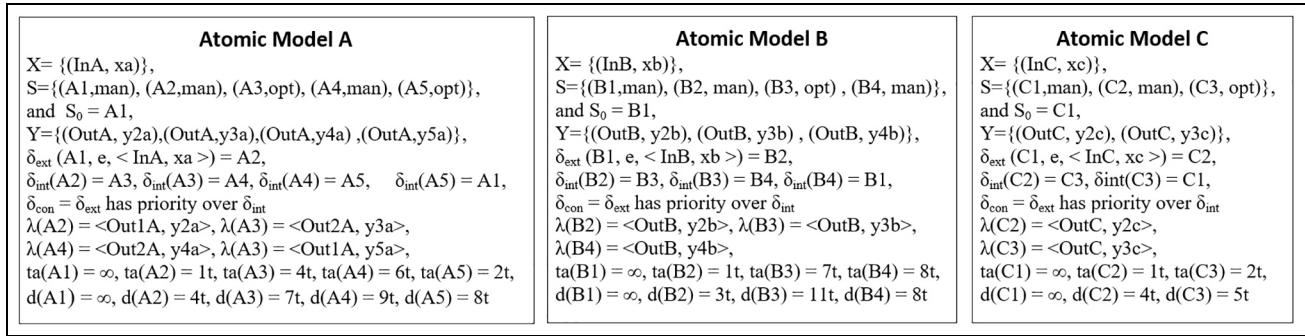 Atomic Model A
X= {(InA, xa)},
S={(A1,man), (A2,man), (A3,opt), (A4,man), (A5,opt)},
and S₀ = A1,
Y={(OutA, y2a),(OutA,y3a),(OutA,y4a) ,(OutA,y5a)},
δext (A1, e, < InA, xa >) = A2,
δint(A2) = A3, δint(A3) = A4, δint(A4) = A5, δint(A5) = A1,
δcon = δext has priority over δint
λ(A2) = <Out1A, y2a>, λ(A3) = <Out2A, y3a>,
λ(A4) = <Out2A, y4a>, λ(A3) = <Out1A, y5a>,
ta(A1) = ∞, ta(A2) = 1t, ta(A3) = 4t, ta(A4) = 6t, ta(A5) = 2t,
d(A1) = ∞, d(A2) = 4t, d(A3) = 7t, d(A4) = 9t, d(A5) = 8t
Atomic Model B
X= {(InB, xb)},
S={(B1,man), (B2, man), (B3, opt) , (B4, man)},
and S₀ = B1,
Y={(OutB, y2b), (OutB, y3b) , (OutB, y4b)},
δext (B1, e, < InB, xb >) = B2,
δint(B2) = B3, δint(B3) = B4, δint(B4) = B1,
δcon = δext has priority over δint
λ(B2) = <OutB, y2b>, λ(B3) = <OutB, y3b>,
λ(B4) = <OutB, y4b>,
ta(B1) = ∞, ta(B2) = 1t, ta(B3) = 7t, ta(B4) = 8t,
d(B1) = ∞, d(B2) = 3t, d(B3) = 11t, d(B4) = 8t
Atomic Model C
X= {(InC, xc)},
S={(C1,man), (C2, man), (C3, opt)},
and S₀ = C1,
Y={(OutC, y2c), (OutC, y3c)},
δext (C1, e, < InC, xc >) = C2,
δint(C2) = C3, δint(C3) = C1,
δcon = δext has priority over δint
λ(C2) = <OutC, y2c>,
λ(C3) = <OutC, y3c>,
ta(C1) = ∞, ta(C2) = 1t, ta(C3) = 2t,
d(C1) = ∞, d(C2) = 4t, d(C3) = 5t